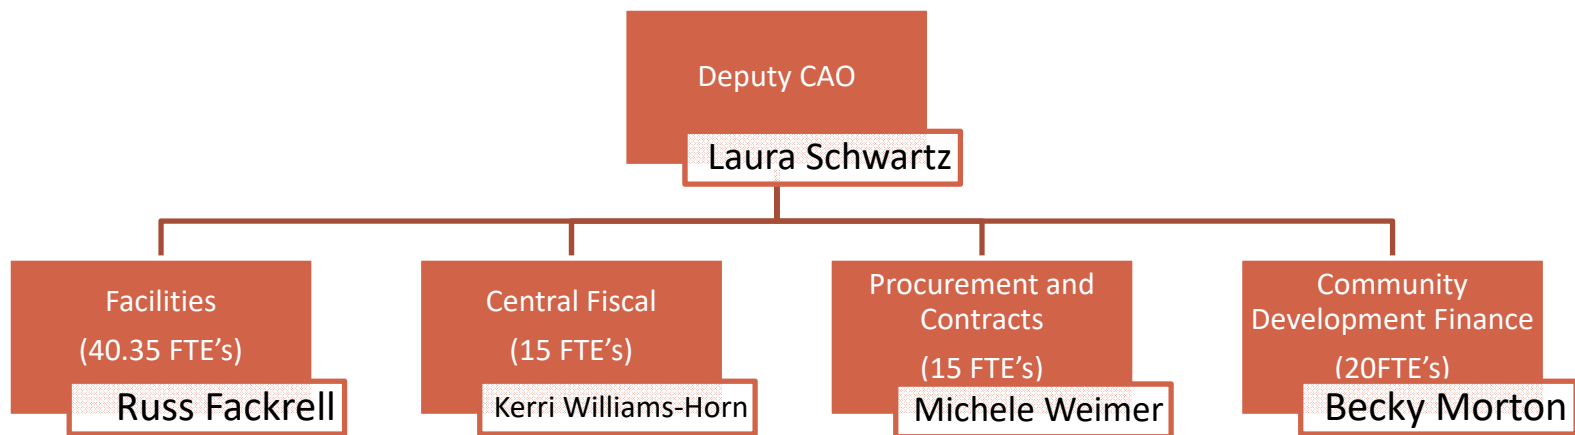 Deputy CAO
Laura Schwartz
Facilities
(40.35 FTE’s)
Russ Fackrell
Central Fiscal
(15 FTE’s)
Kerri Williams-Horn
Procurement and
Contracts
(15 FTE’s)
Michele Weimer
Community
Development Finance
(20FTE’s)
Becky Morton